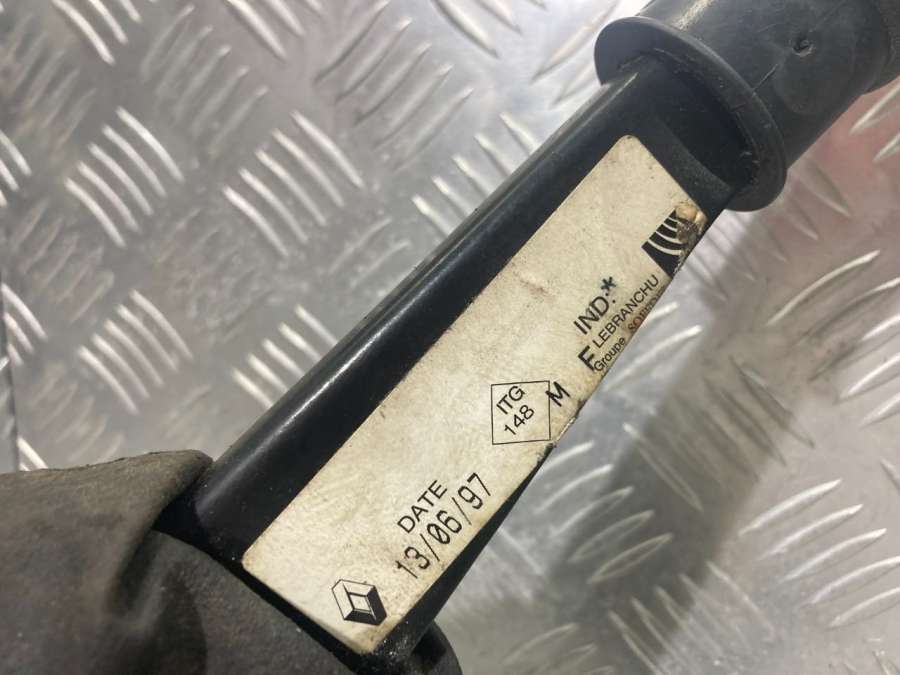 IND:*
F LEBRANCHU
Groupe
ITG
148
M
DATE
13/06/97